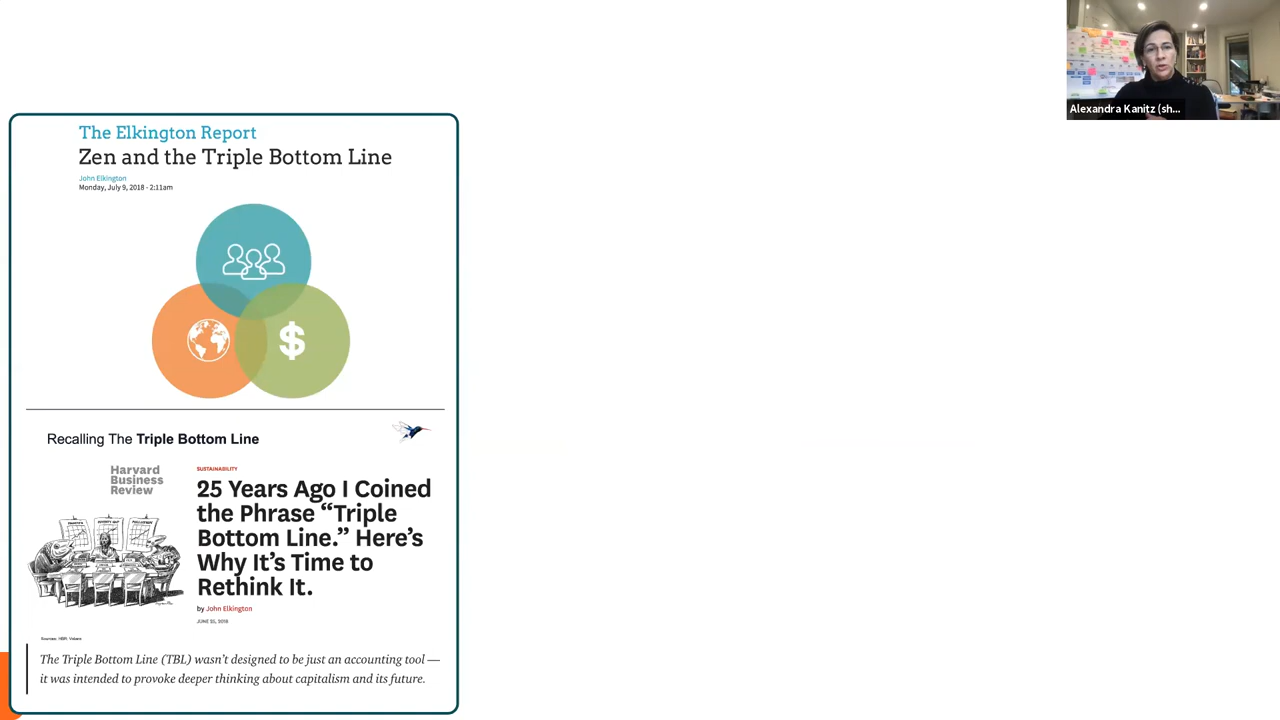 Alexandra Kanitz (sh...
The Elkington Report
Zen and the Triple Bottom Line
John Elkington
Monday, July 9, 2018 - 2:11am
$
Recalling The Triple Bottom Line
Harvard
Business
Review
SUSTAINABILITY
25 Years Ago I Coined
the Phrase “Triple
Bottom Line.” Here’s
Why It’s Time to
Rethink It.
by John Elkington
The Triple Bottom Line (TBL) wasn’t designed to be just an accounting tool —
it was intended to provoke deeper thinking about capitalism and its future.